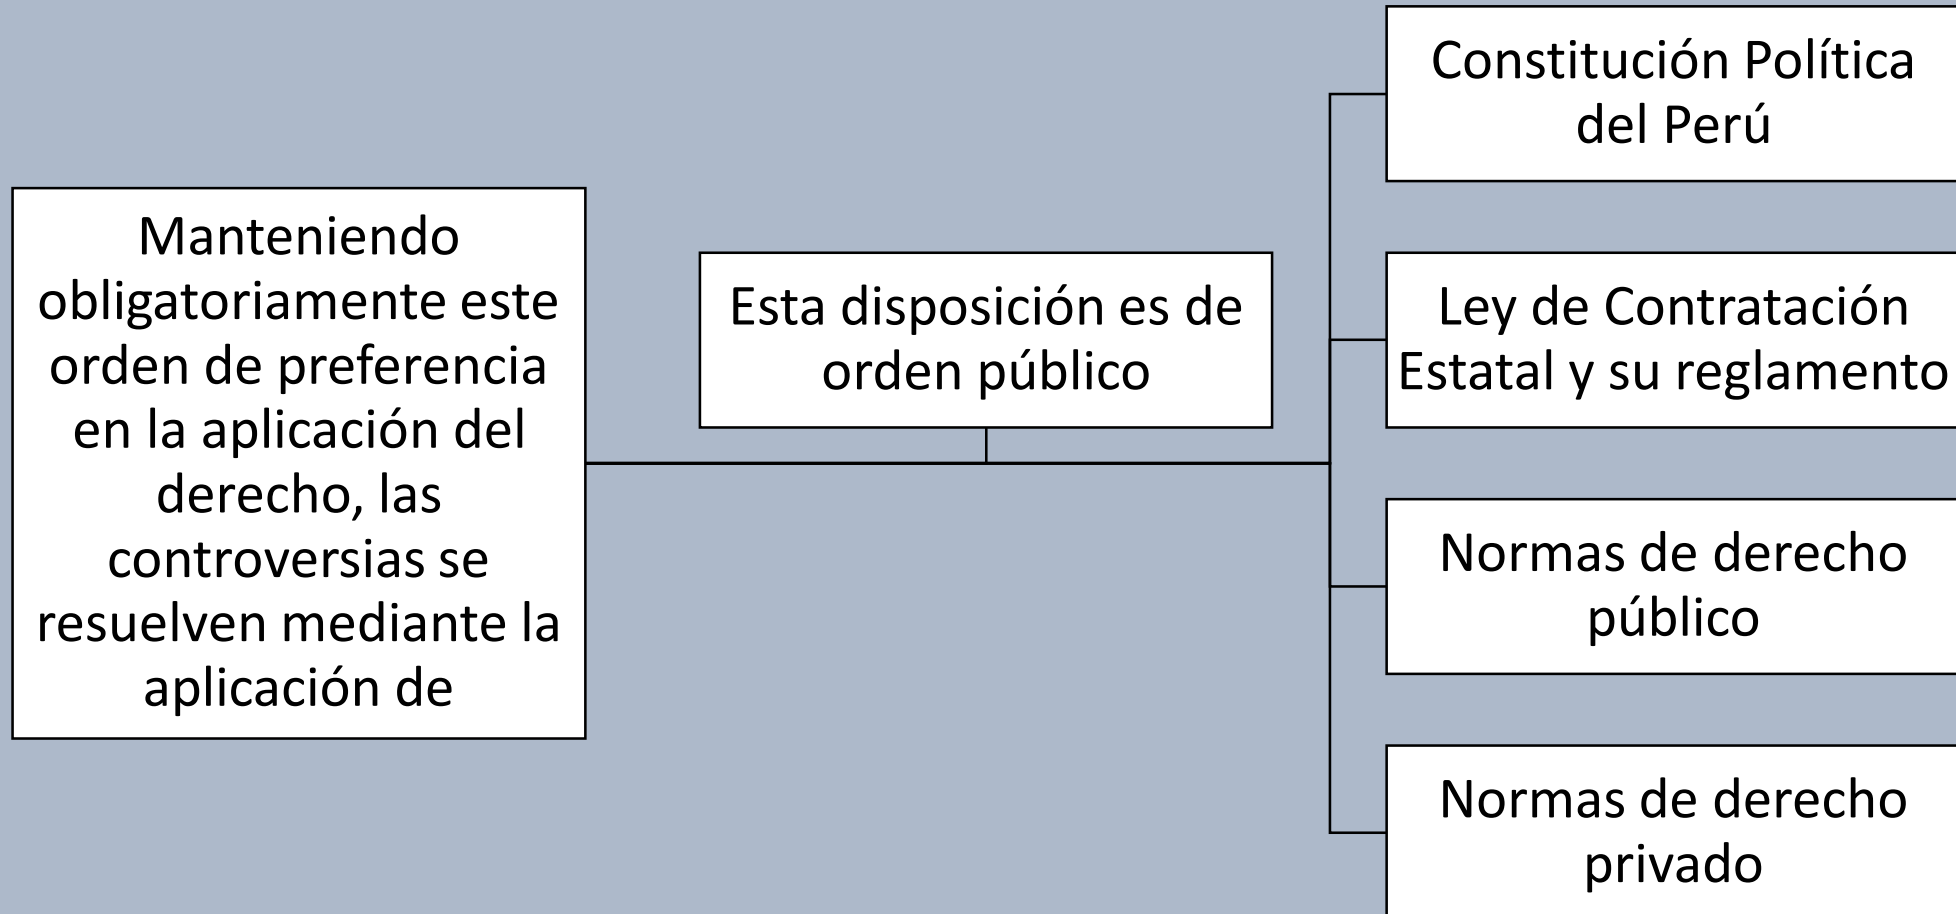 Manteniendo
obligatoriamente este
orden de preferencia
en la aplicación del
derecho, las
controversias se
resuelven mediante la
aplicación de
Esta disposición es de
orden público
Constitución Política
del Perú
Ley de Contratación
Estatal y su reglamento
Normas de derecho
público
Normas de derecho
privado